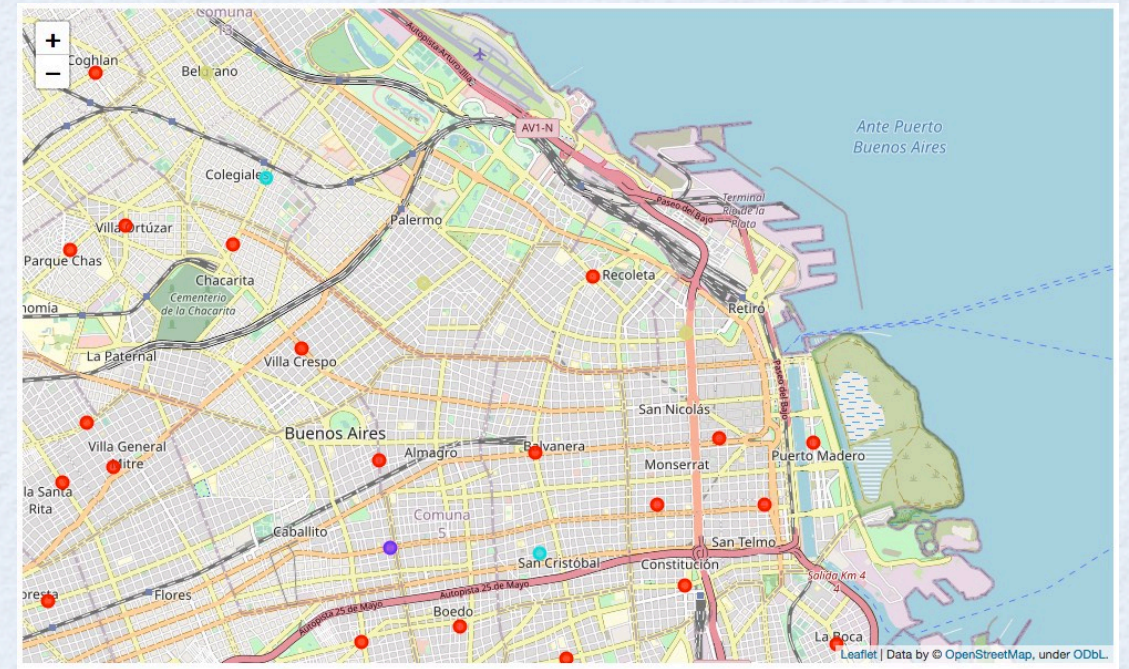 Comuna
13
+
−
Coghlan
Belgrano
Autopista Arturo Illia
AV1-N
Ante Puerto
Buenos Aires
Colegiales
Terminal
Río de la
Plata
Paseo del Bajo
Palermo
Villa Ortúzar
Parque Chas
Chacarita
Cementerio
de la Chacarita
Recoleta
nomia
Retiro
La Paternal
Villa Crespo
Paseo del Bajo
San Nicolás
Buenos Aires
Villa General
Mitre
Almagro
Balvanera
Monserrat
Puerto Madero
la Santa
Rita
Comuna
5
Caballito
San Telmo
San Cristóbal
Constitución
Salida Km 4
4
Autopista 25 de Mayo
oresta
Flores
Autopista 25 de Mayo
Boedo
La Boca
Leaflet | Data by © OpenStreetMap, under ODbL.